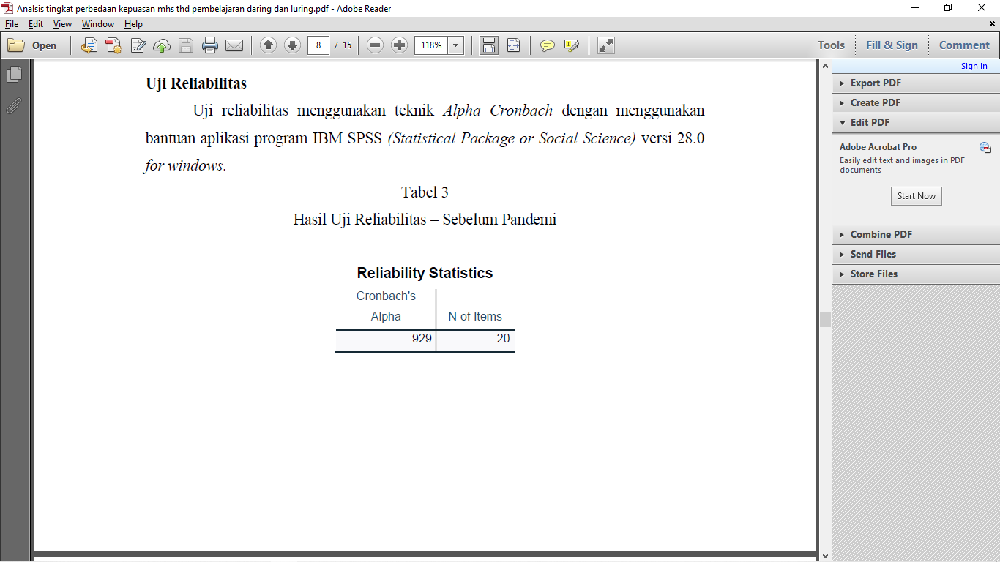 Analsis tingkat perbedaan kepuasan mhs thd pembelajaran daring dan luring.pdf - Adobe Reader
File Edit View Window Help
Open 8 / 15 118% Tools Fill & Sign Comment
Sign In
Export PDF
Create PDF
Edit PDF
Adobe Acrobat Pro
Easily edit text and images in PDF
documents
Start Now
Combine PDF
Send Files
Store Files
Uji Reliabilitas
Uji reliabilitas menggunakan teknik Alpha Cronbach dengan menggunakan
bantuan aplikasi program IBM SPSS (Statistical Package or Social Science) versi 28.0
for windows.
Tabel 3
Hasil Uji Reliabilitas – Sebelum Pandemi
Reliability Statistics
Cronbach's
Alpha N of Items
.929 20